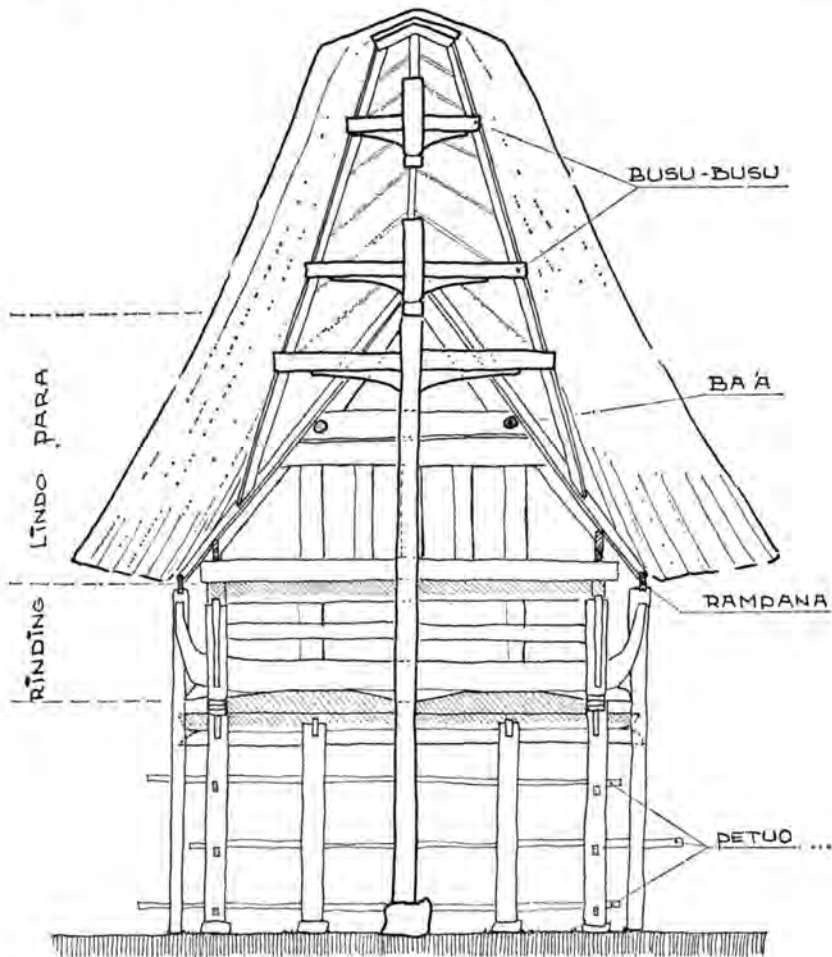 BUSU-BUSU
BA'A
LINDO PARA
RAMPANA
RINDING
PETUO ...